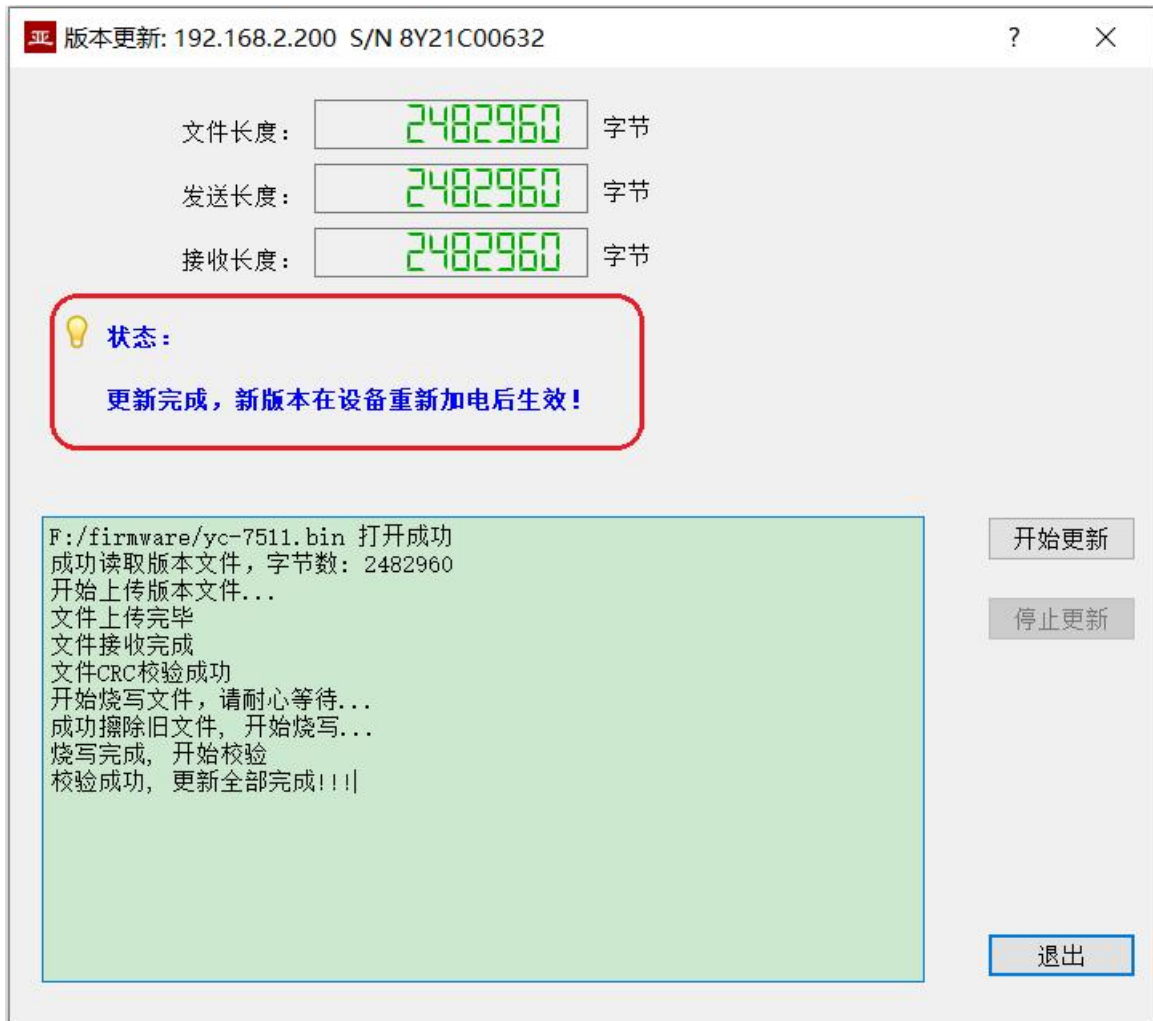 亚 版本更新: 192.168.2.200 S/N 8Y21C00632 ?
文件长度: 2482960 字节
发送长度: 2482960 字节
接收长度: 2482960 字节
状态:
更新完成，新版本在设备重新加电后生效!
F:/firmware/yc-7511.bin 打开成功
成功读取版本文件，字节数: 2482960
开始上传版本文件...
文件上传完毕
文件接收完成
文件CRC校验成功
开始烧写文件，请耐心等待...
成功擦除旧文件, 开始烧写...
烧写完成, 开始校验
校验成功, 更新全部完成!!!
开始更新
停止更新
退出